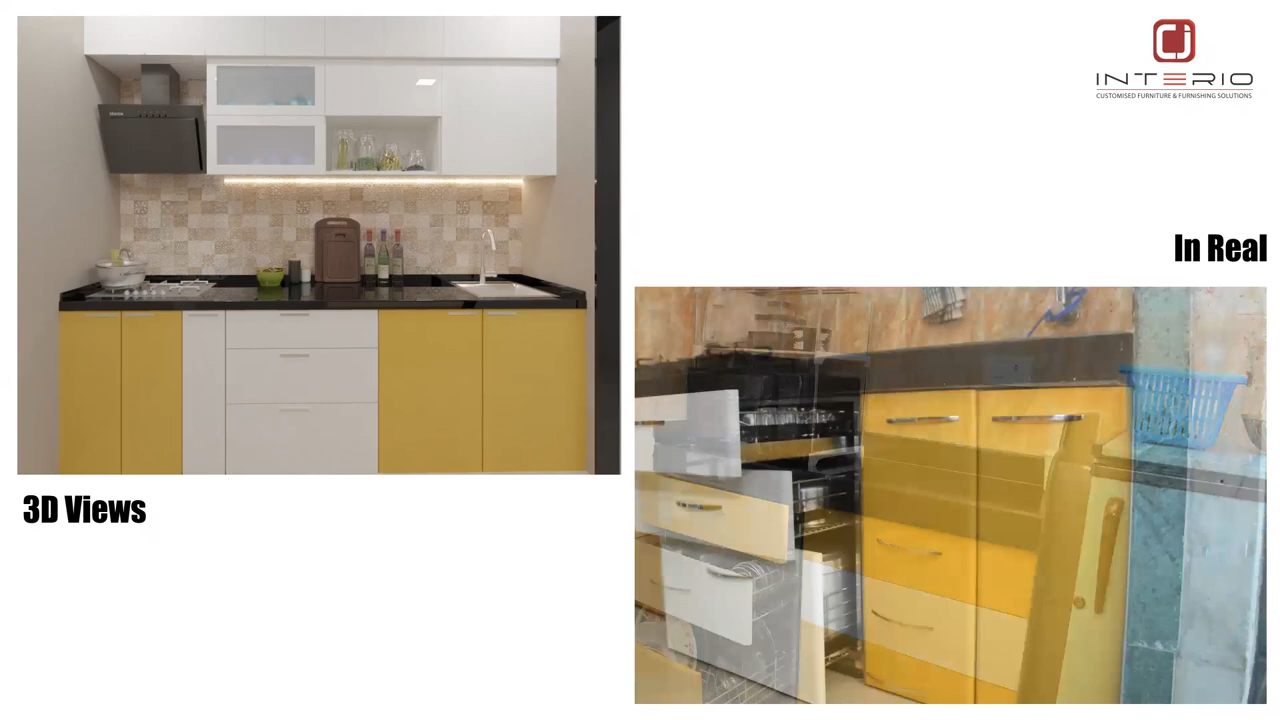 INTERIO
CUSTOMISED FURNITURE & FURNISHING SOLUTIONS
In Real
3D Views